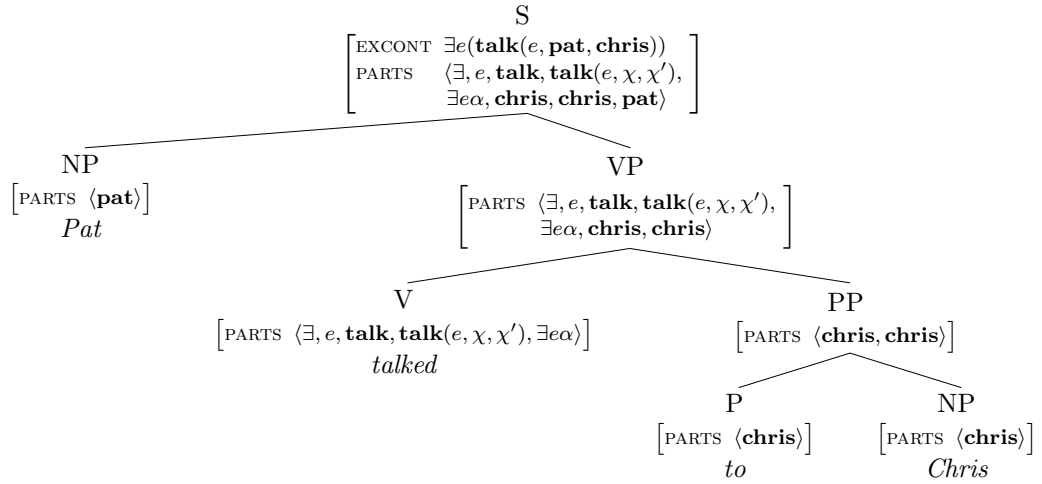 S
EXCONT ∃e(talk(e, pat, chris))
PARTS ⟨∃, e, talk, talk(e, χ, χ′),
∃eα, chris, chris, pat⟩
NP
[PARTS ⟨pat⟩]
Pat
VP
PARTS ⟨∃, e, talk, talk(e, χ, χ′),
∃eα, chris, chris⟩
V
[PARTS ⟨∃, e, talk, talk(e, χ, χ′), ∃eα⟩]
talked
PP
[PARTS ⟨chris, chris⟩]
P
[PARTS ⟨chris⟩]
to
NP
[PARTS ⟨chris⟩]
Chris